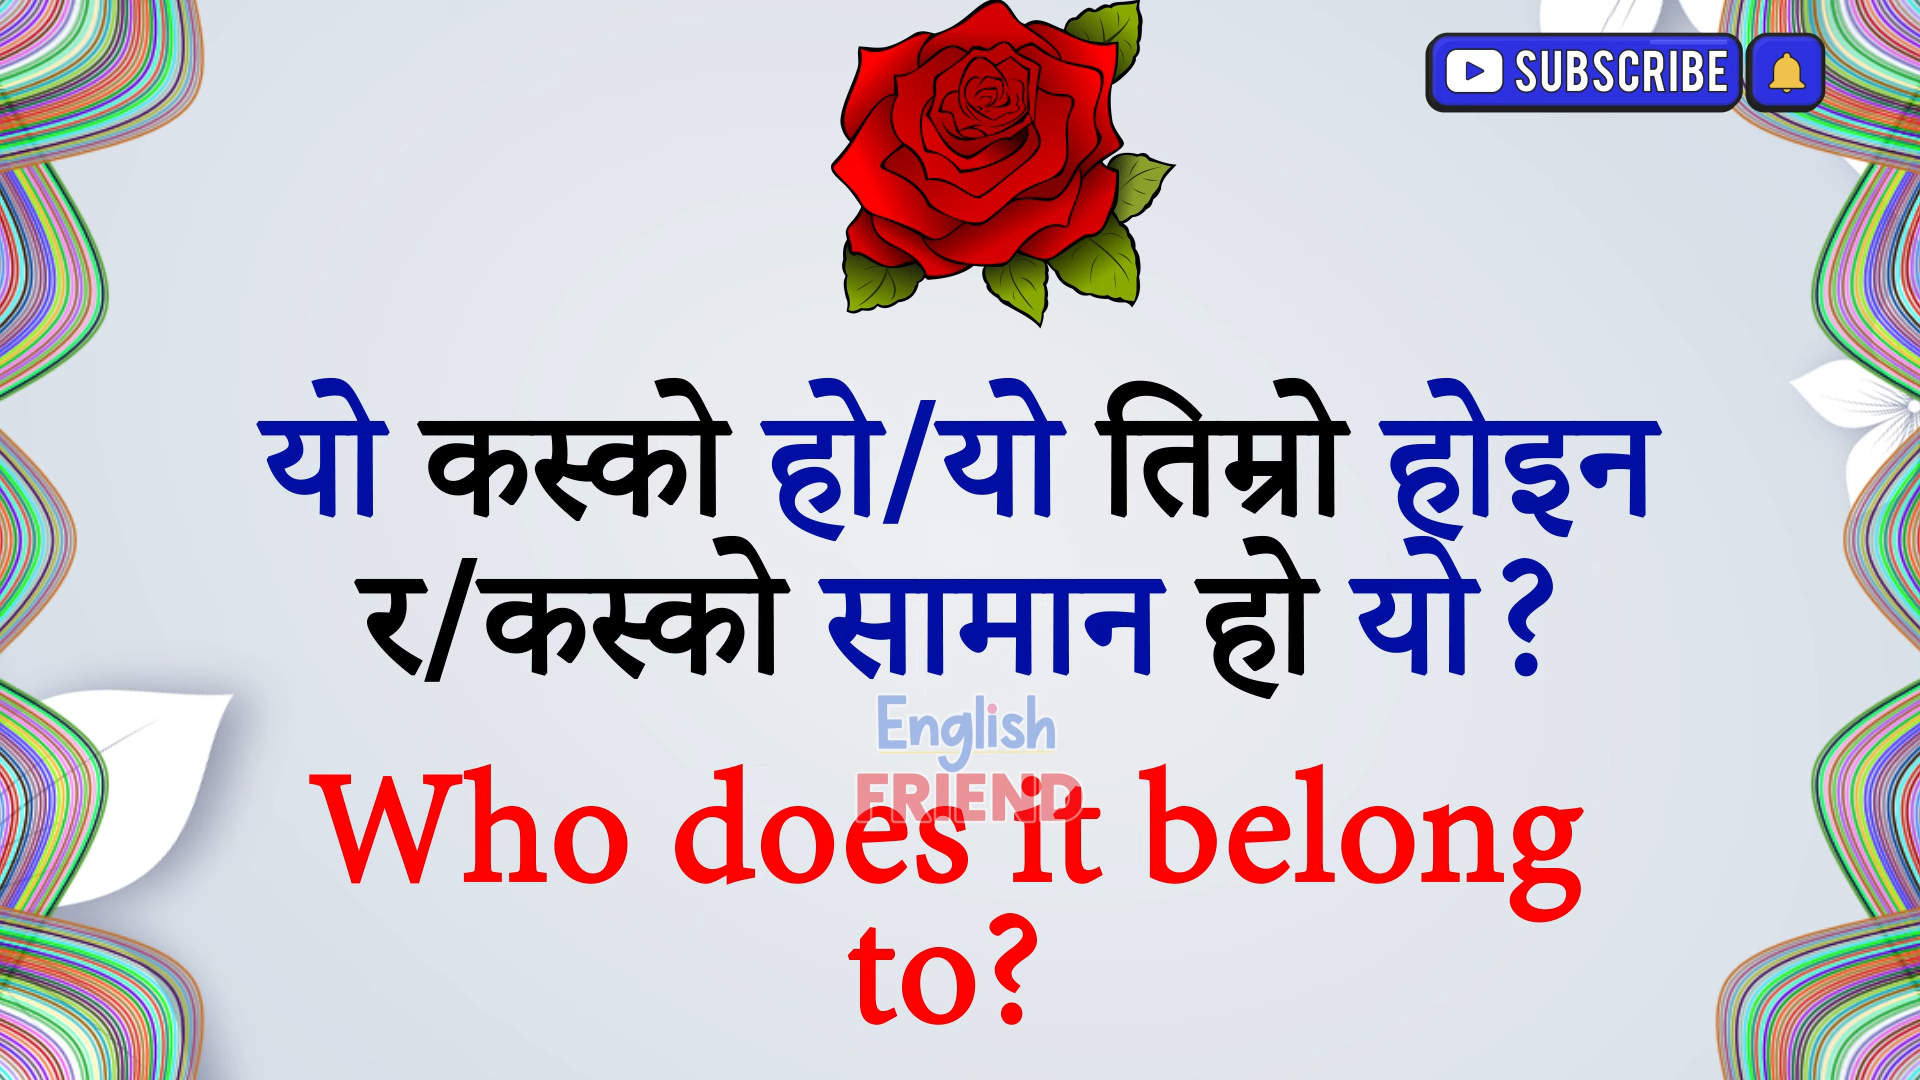 SUBSCRIBE
यो कस्को हो/यो तिम्रो होइन
र/कस्को सामान हो यो ?
English
FRIEND
Who does it belong
to?